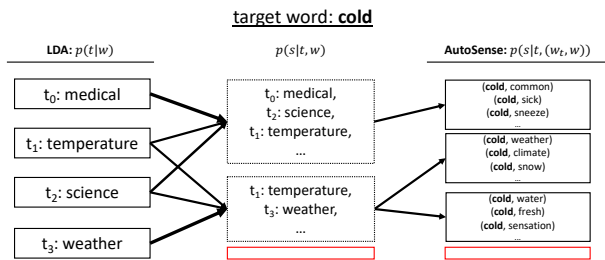 target word: cold
LDA: p(t|w)
p(s|t, w)
AutoSense: p(s|t, (w_t, w)
t₀: medical
t₁: temperature
t₂: science
t₃: weather
t₀: medical,
t₂: science,
t₁: temperature,
...
t₁: temperature,
t₃: weather,
...
(cold, common)
(cold, sick)
(cold, sneeze)
...
(cold, weather)
(cold, climate)
(cold, snow)
...
(cold, water)
(cold, fresh)
(cold, sensation)
...